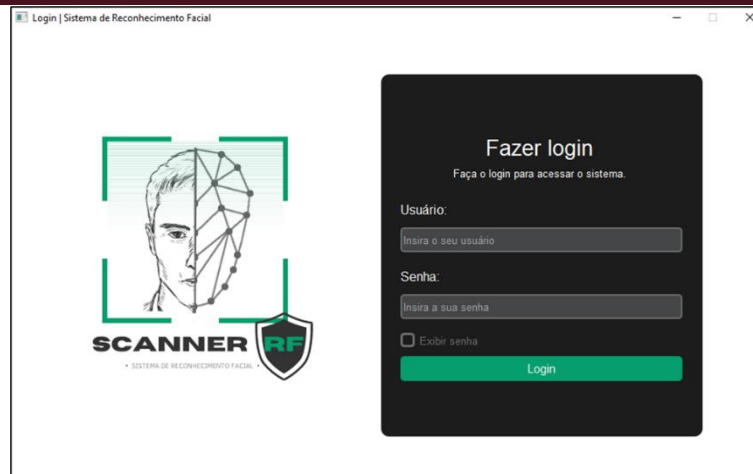 Login | Sistema de Reconhecimento Facial
Fazer login
Faça o login para acessar o sistema.
Usuário:
Insira o seu usuário
Senha:
Insira a sua senha
Exibir senha
Login
SCANNER RF
• SISTEMA DE RECONHECIMENTO FACIAL •